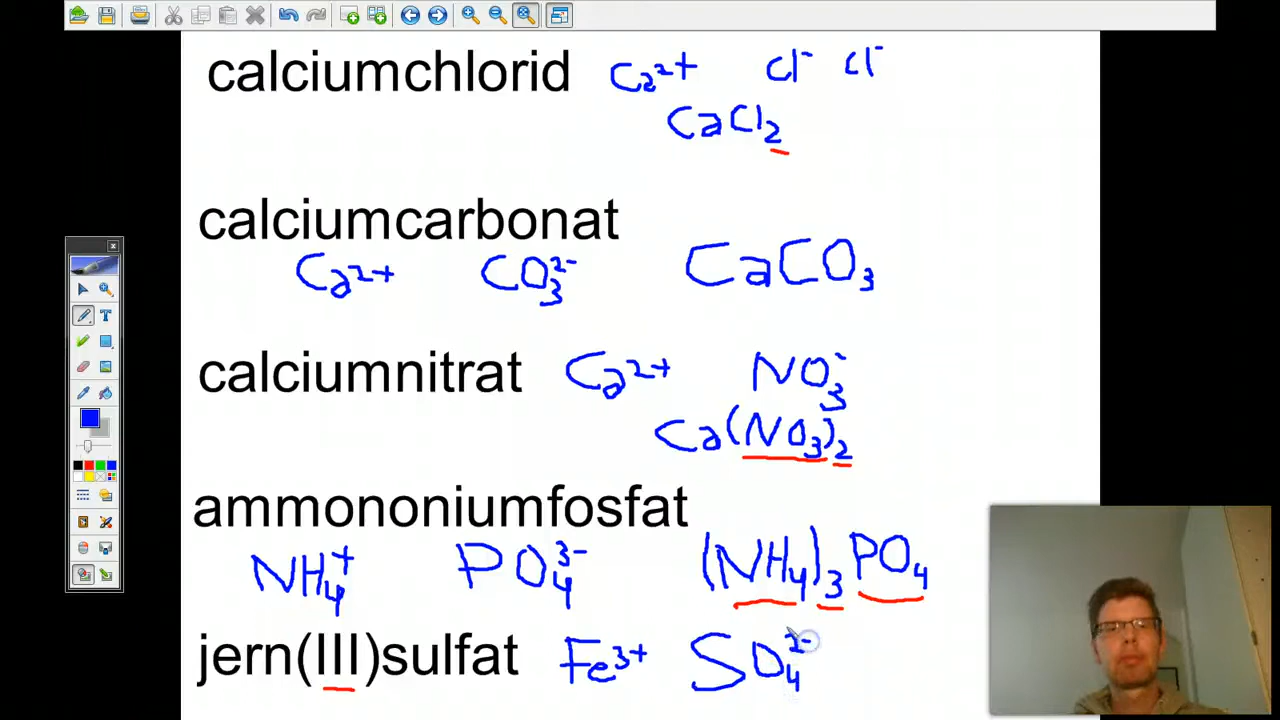 calciumchlorid Ca²⁺ Cl⁻ Cl⁻
CaCl₂
calciumcarbonat
Ca²⁺ CO₃²⁻ CaCO₃
calciumnitrat Ca²⁺ NO₃⁻
Ca(NO₃)₂
ammononiumfosfat
NH₄⁺ PO₄³⁻ (NH₄)₃PO₄
jern(III)sulfat Fe³⁺ SO₄²⁻